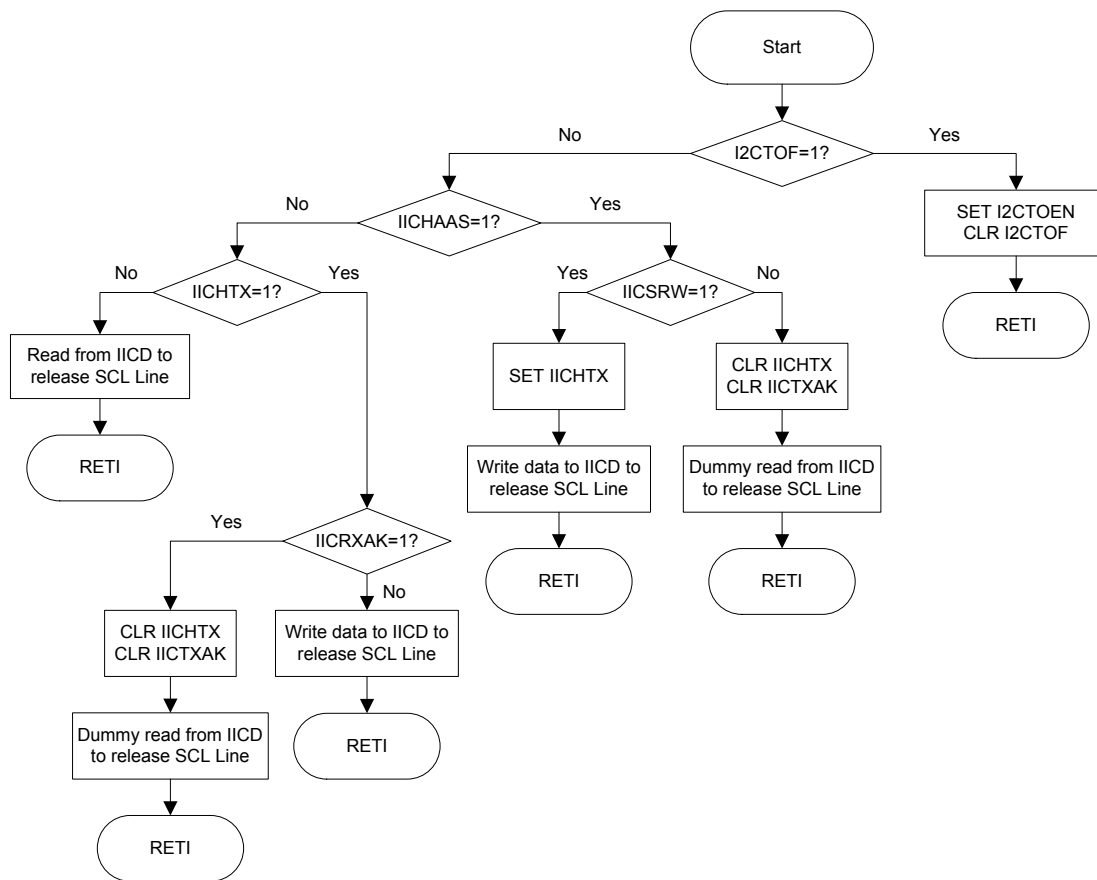 Start
No
Yes
I2CTOF=1?
No
IICHAAS=1?
Yes
SET I2CTOEN
CLR I2CTOF
No
IICHTX=1?
Yes
Yes
IICSRW=1?
No
RETI
Read from IICD to
release SCL Line
SET IICHTX
CLR IICHTX
CLR IICTXAK
RETI
Write data to IICD to
release SCL Line
Dummy read from IICD
to release SCL Line
Yes
IICRXAK=1?
RETI
RETI
No
CLR IICHTX
CLR IICTXAK
Write data to IICD to
release SCL Line
Dummy read from IICD
to release SCL Line
RETI
RETI